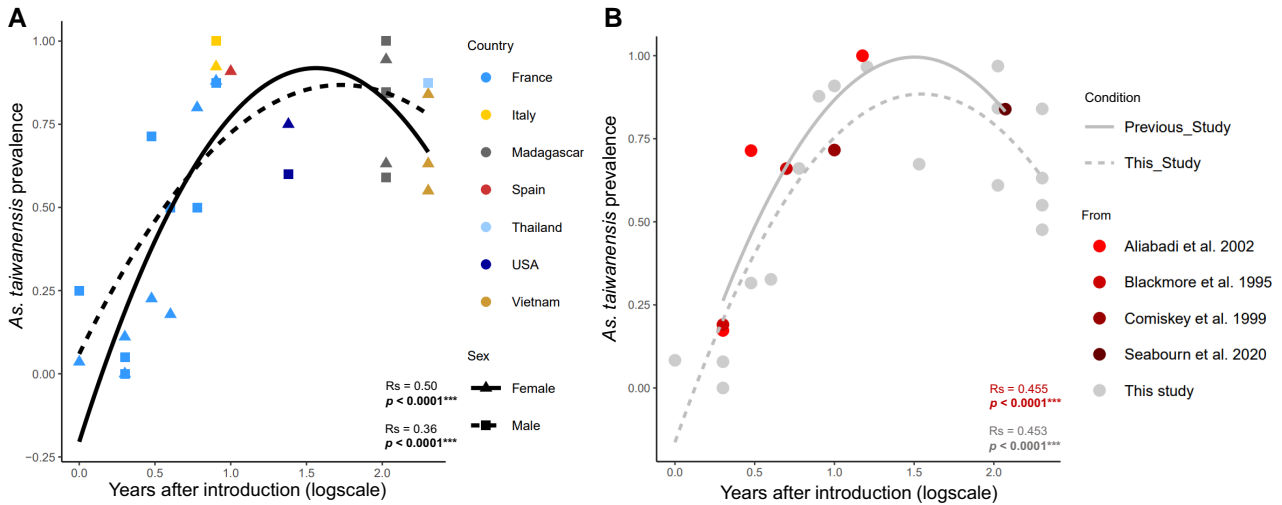 A
1.00
0.75
0.50
0.25
0.00
−0.25
As. taiwanensis prevalence
0.0
0.5
1.0
1.5
2.0
Years after introduction (logscale)
Country
France
Italy
Madagascar
Spain
Thailand
USA
Vietnam
Sex
Female
Male
Rs = 0.50
p < 0.0001***
Rs = 0.36
p < 0.0001***
B
1.00
0.75
0.50
0.25
0.00
As. taiwanensis prevalence
0.0
0.5
1.0
1.5
2.0
Years after introduction (logscale)
Condition
Previous_Study
This_Study
From
Aliabadi et al. 2002
Blackmore et al. 1995
Comiskey et al. 1999
Seabourn et al. 2020
This study
Rs = 0.455
p < 0.0001***
Rs = 0.453
p < 0.0001***